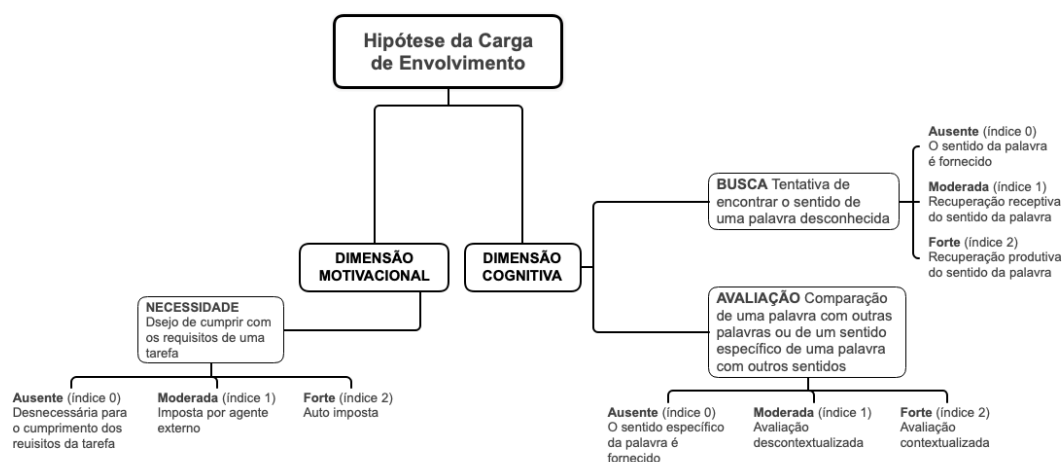 Hipótese da Carga
de Envolvimento
DIMENSÃO
MOTIVACIONAL
DIMENSÃO
COGNITIVA
NECESSIDADE
Dsejo de cumprir com
os requisitos de uma
tarefa
Ausente (índice 0)
Desnecessária para
o cumprimento dos
reuisitos da tarefa
Moderada (índice 1)
Imposta por agente
externo
Forte (índice 2)
Auto imposta
BUSCA Tentativa de
encontrar o sentido de
uma palavra desconhecida
Ausente (índice 0)
O sentido da palavra
é fornecido
Moderada (índice 1)
Recuperação receptiva
do sentido da palavra
Forte (índice 2)
Recuperação produtiva
do sentido da palavra
AVALIAÇÃO Comparação
de uma palavra com outras
palavras ou de um sentido
específico de uma palavra
com outros sentidos
Ausente (índice 0)
O sentido específico
da palavra é
fornecido
Moderada (índice 1)
Avaliação
descontextualizada
Forte (índice 2)
Avaliação
contextualizada